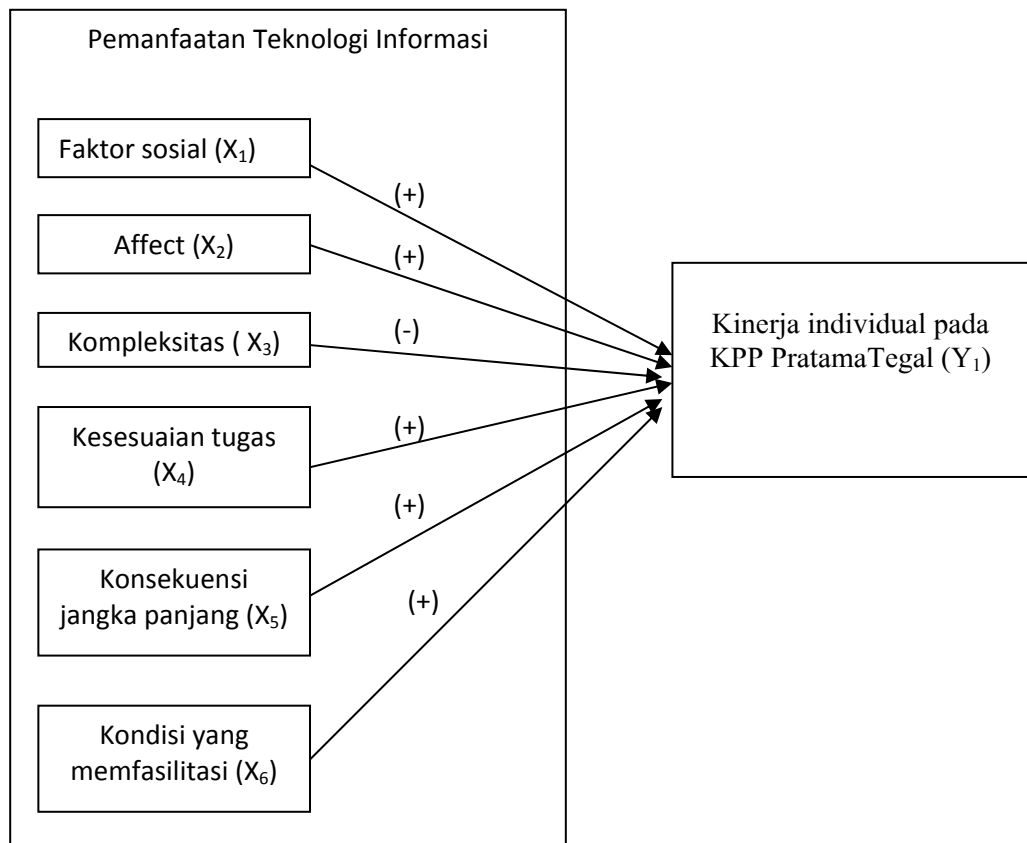 Pemanfaatan Teknologi Informasi
Faktor sosial (X₁)
(+)
Affect (X₂)
(+)
Kompleksitas ( X₃)
(-)
Kesesuaian tugas
(X₄)
(+)
Konsekuensi
jangka panjang (X₅)
(+)
Kondisi yang
memfasilitasi (X₆)
(+)
Kinerja individual pada
KPP PratamaTegal (Y₁)